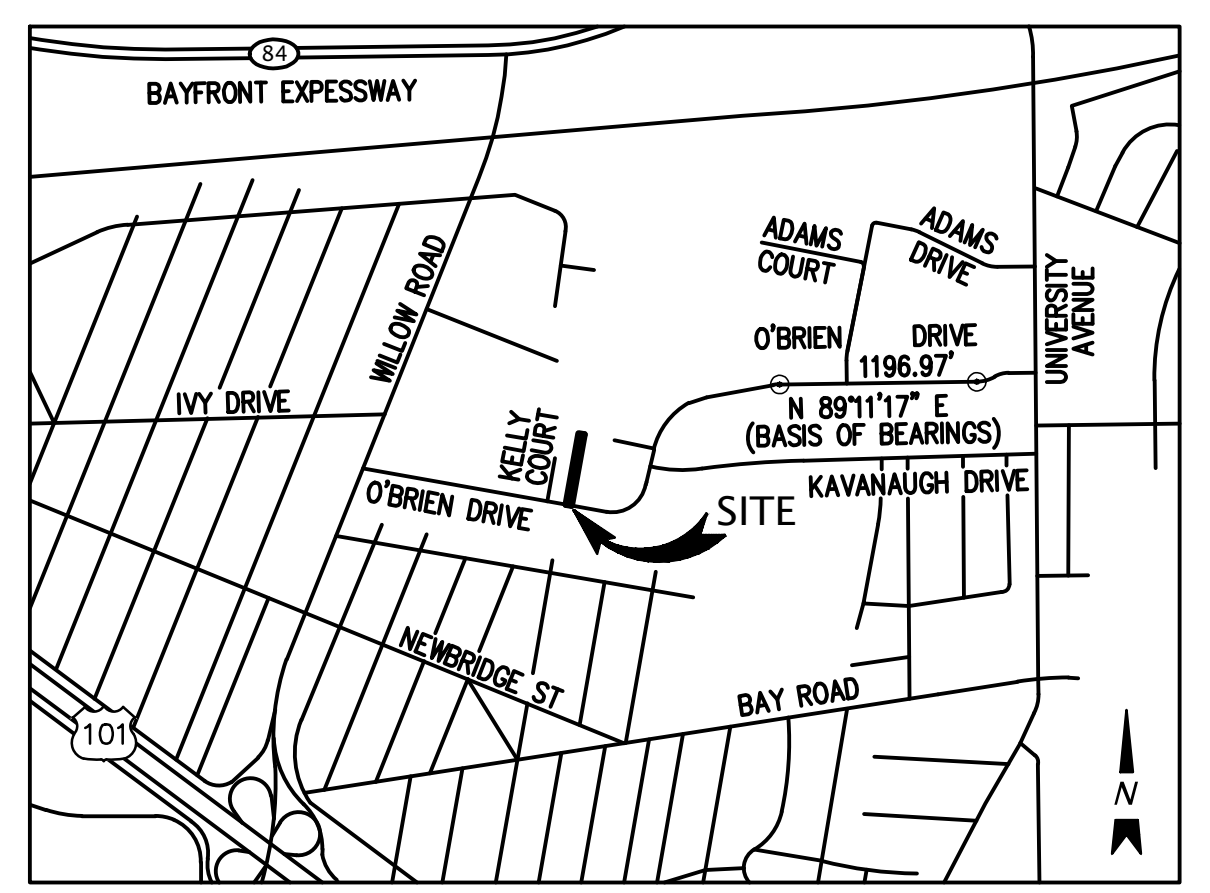 84
BAYFRONT EXPESSWAY
ADAMS
COURT
ADAMS
DRIVE
WILLOW ROAD
UNIVERSITY
AVENUE
O'BRIEN DRIVE
1196.97'
N 89°11'17" E
(BASIS OF BEARINGS)
IVY DRIVE
KELLY
COURT
KAVANAUGH DRIVE
O'BRIEN DRIVE
SITE
NEWBRIDGE ST
BAY ROAD
101
N